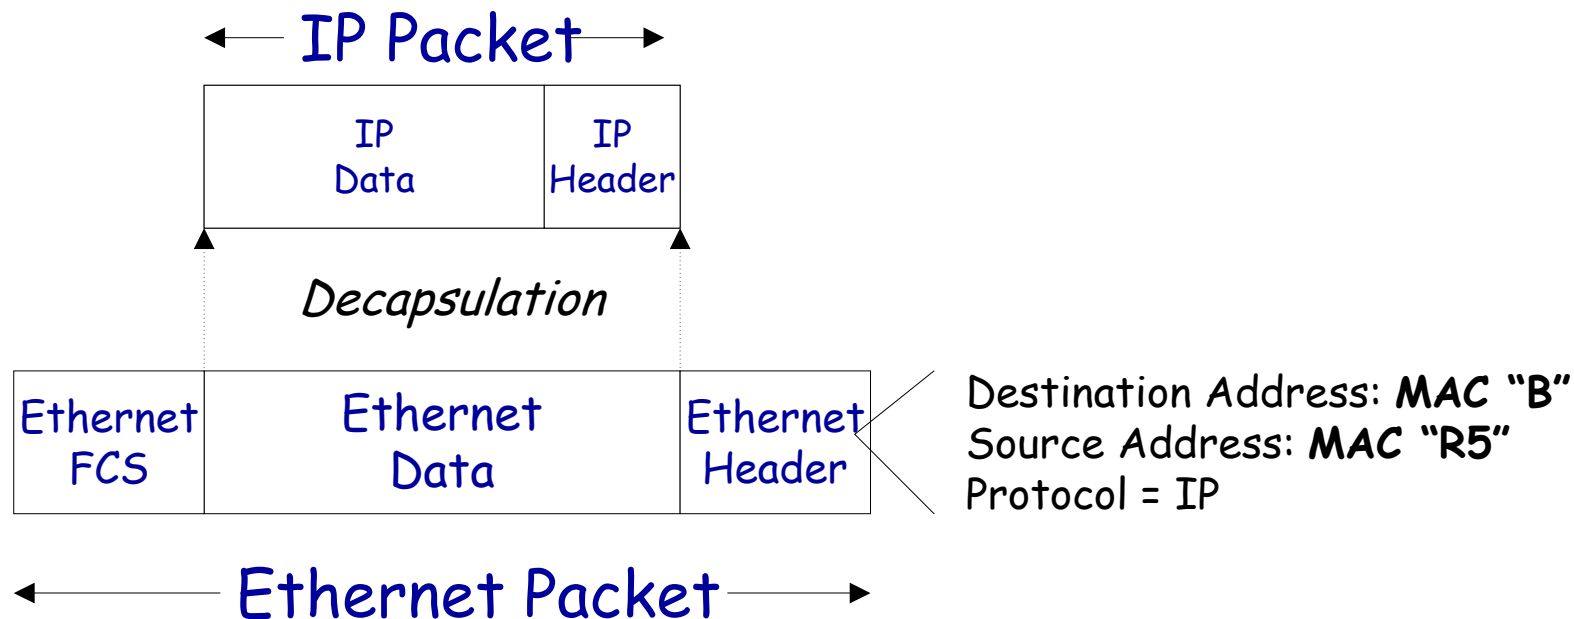 IP Packet
IP
Data
IP
Header
Decapsulation
Ethernet
FCS
Ethernet
Data
Ethernet
Header
Destination Address: MAC “B”
Source Address: MAC “R5”
Protocol = IP
Ethernet Packet